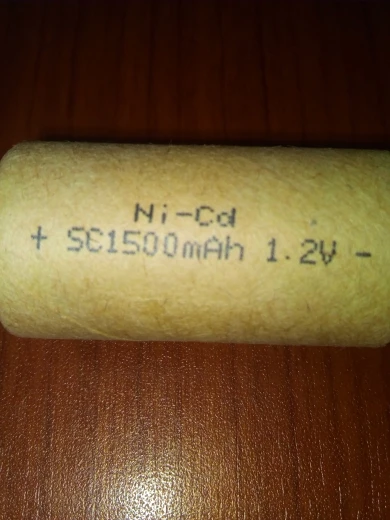 Ni-Cd
+ SC1500mAh 1.2V -